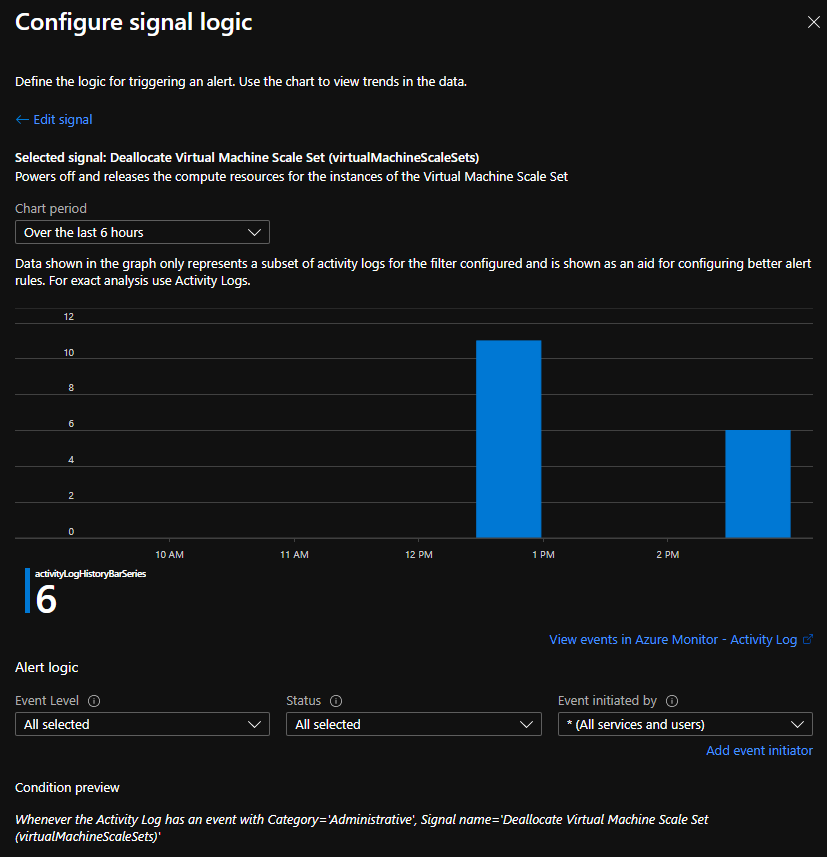 Configure signal logic
Define the logic for triggering an alert. Use the chart to view trends in the data.
← Edit signal
Selected signal: Deallocate Virtual Machine Scale Set (virtualMachineScaleSets)
Powers off and releases the compute resources for the instances of the Virtual Machine Scale Set
Chart period
Over the last 6 hours
Data shown in the graph only represents a subset of activity logs for the filter configured and is shown as an aid for configuring better alert
rules. For exact analysis use Activity Logs.
12
10
8
6
4
2
0
10 AM 11 AM 12 PM 1 PM 2 PM
activityLogHistoryBarSeries
6
View events in Azure Monitor - Activity Log
Alert logic
Event Level Status Event initiated by
All selected All selected * (All services and users)
Add event initiator
Condition preview
Whenever the Activity Log has an event with Category='Administrative', Signal name='Deallocate Virtual Machine Scale Set
(virtualMachineScaleSets)'